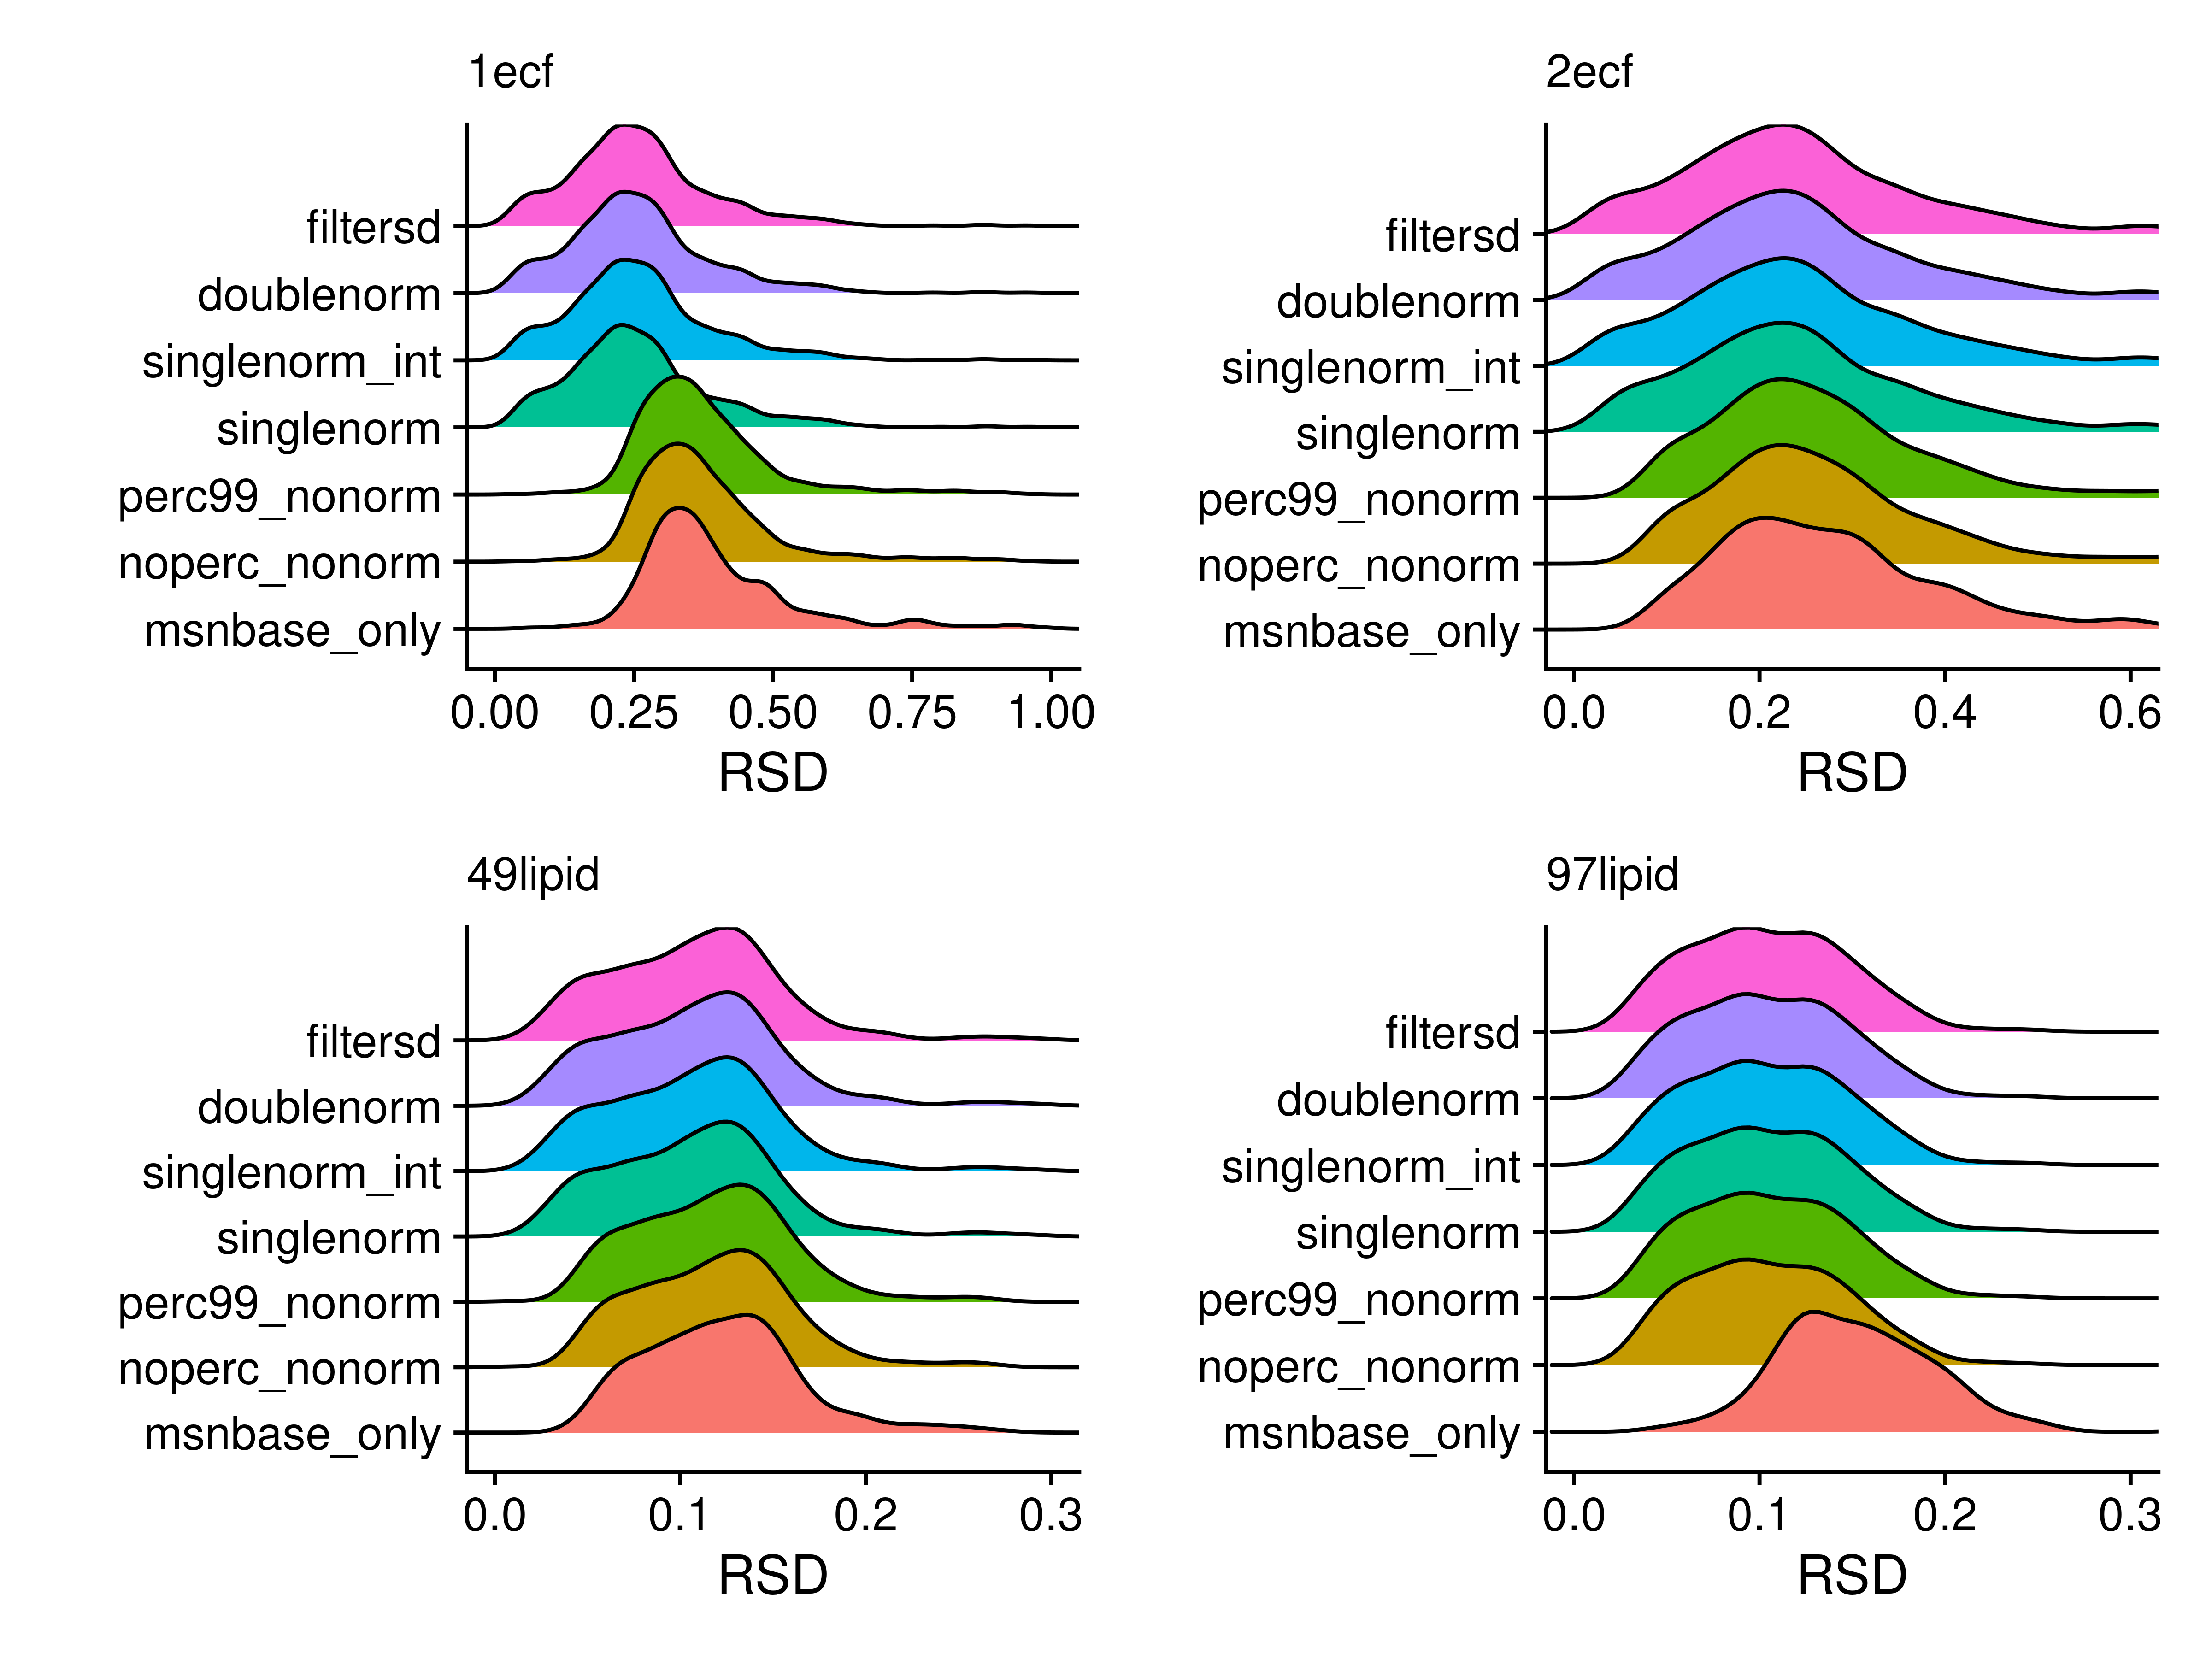 1ecf
filtersd
doublenorm
singlenorm_int
singlenorm
perc99_nonorm
noperc_nonorm
msnbase_only
0.00 0.25 0.50 0.75 1.00
RSD
2ecf
filtersd
doublenorm
singlenorm_int
singlenorm
perc99_nonorm
noperc_nonorm
msnbase_only
0.0 0.2 0.4 0.6
RSD
49lipid
filtersd
doublenorm
singlenorm_int
singlenorm
perc99_nonorm
noperc_nonorm
msnbase_only
0.0 0.1 0.2 0.3
RSD
97lipid
filtersd
doublenorm
singlenorm_int
singlenorm
perc99_nonorm
noperc_nonorm
msnbase_only
0.0 0.1 0.2 0.3
RSD